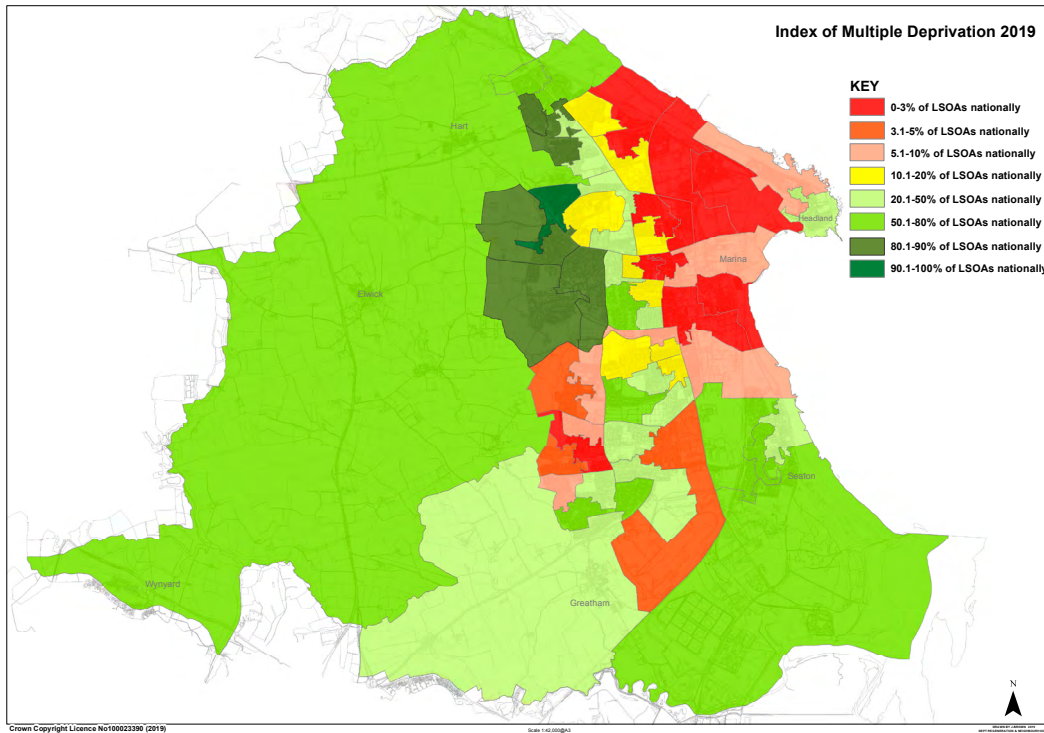 Index of Multiple Deprivation 2019
KEY
0-3% of LSOAs nationally
3.1-5% of LSOAs nationally
5.1-10% of LSOAs nationally
10.1-20% of LSOAs nationally
20.1-50% of LSOAs nationally
50.1-80% of LSOAs nationally
80.1-90% of LSOAs nationally
90.1-100% of LSOAs nationally
Hart
Headland
Marina
Elwick
Seaton
Wynyard
Greatham
N
Crown Copyright Licence No100023390 (2019)
Scale 1:42,000@A3